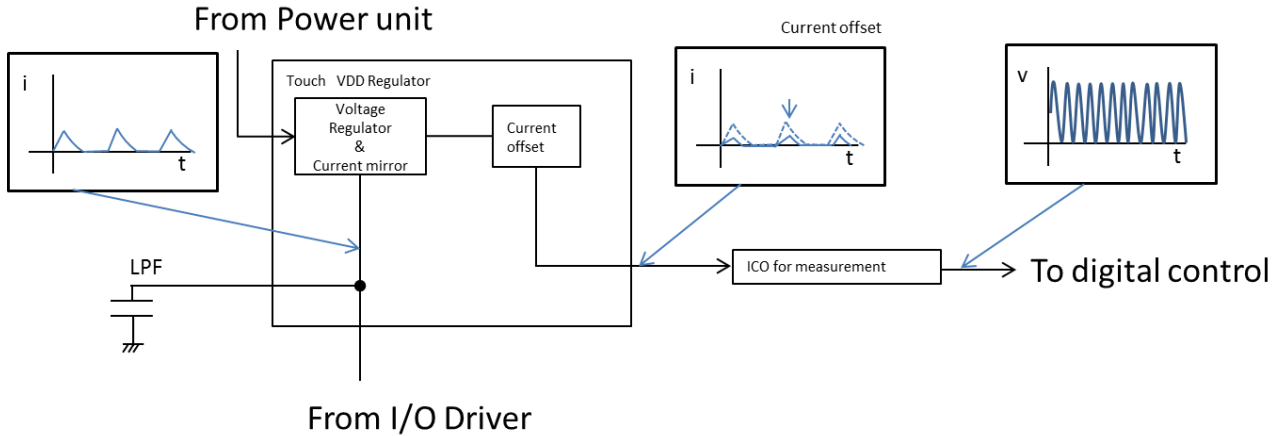 From Power unit
Current offset
i
t
Touch VDD Regulator
Voltage
Regulator
&
Current mirror
Current
offset
i
t
v
t
LPF
ICO for measurement
To digital control
From I/O Driver